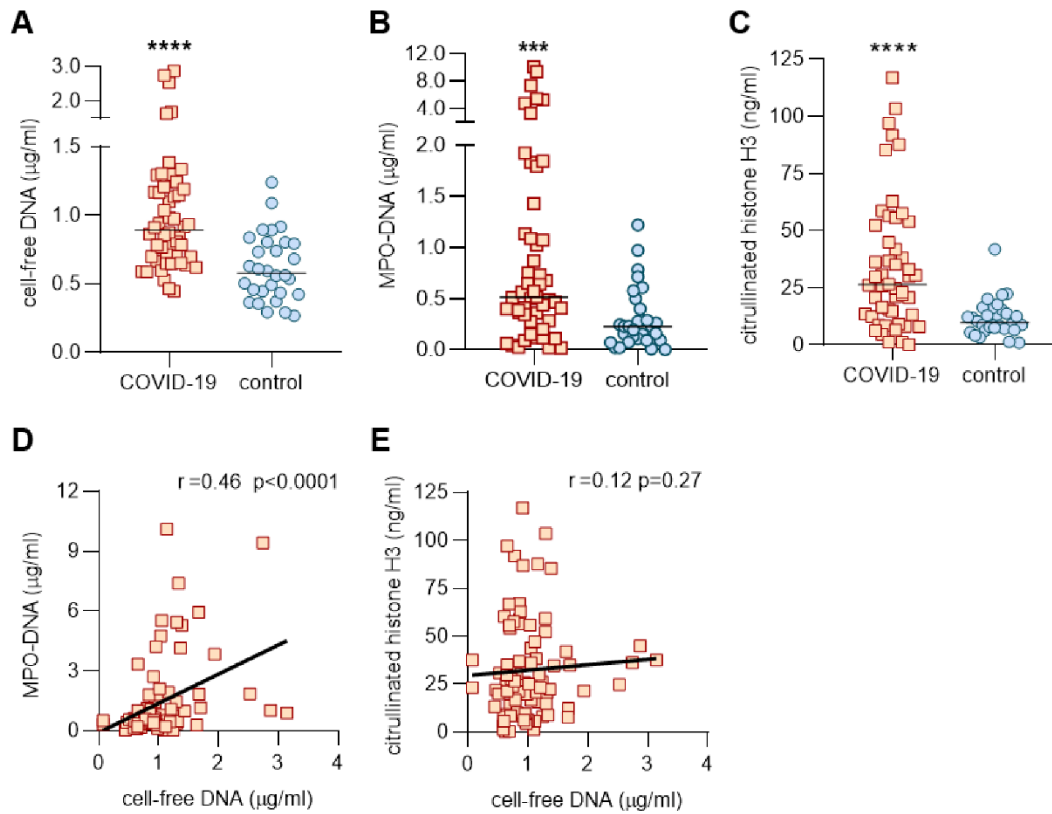 A
****
3.0
2.0
1.5
1.0
0.5
0.0
cell-free DNA (μg/ml)
COVID-19
control
B
***
12.0
8.0
4.0
2.0
1.5
1.0
0.5
0.0
MPO-DNA (μg/ml)
COVID-19
control
C
****
125
100
75
50
25
0
citrullinated histone H3 (ng/ml)
COVID-19
control
D
r=0.46 p<0.0001
12
9
6
3
0
MPO-DNA (μg/ml)
0 1 2 3 4
cell-free DNA (μg/ml)
E
r=0.12 p=0.27
125
100
75
50
25
0
citrullinated histone H3 (ng/ml)
0 1 2 3 4
cell-free DNA (μg/ml)